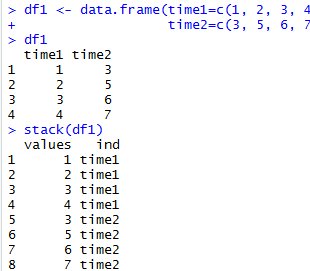 > df1 <- data.frame(time1=c(1, 2, 3, 4
+                   time2=c(3, 5, 6, 7
> df1
  time1 time2
1     1     3
2     2     5
3     3     6
4     4     7
> stack(df1)
  values   ind
1      1 time1
2      2 time1
3      3 time1
4      4 time1
5      3 time2
6      5 time2
7      6 time2
8      7 time2